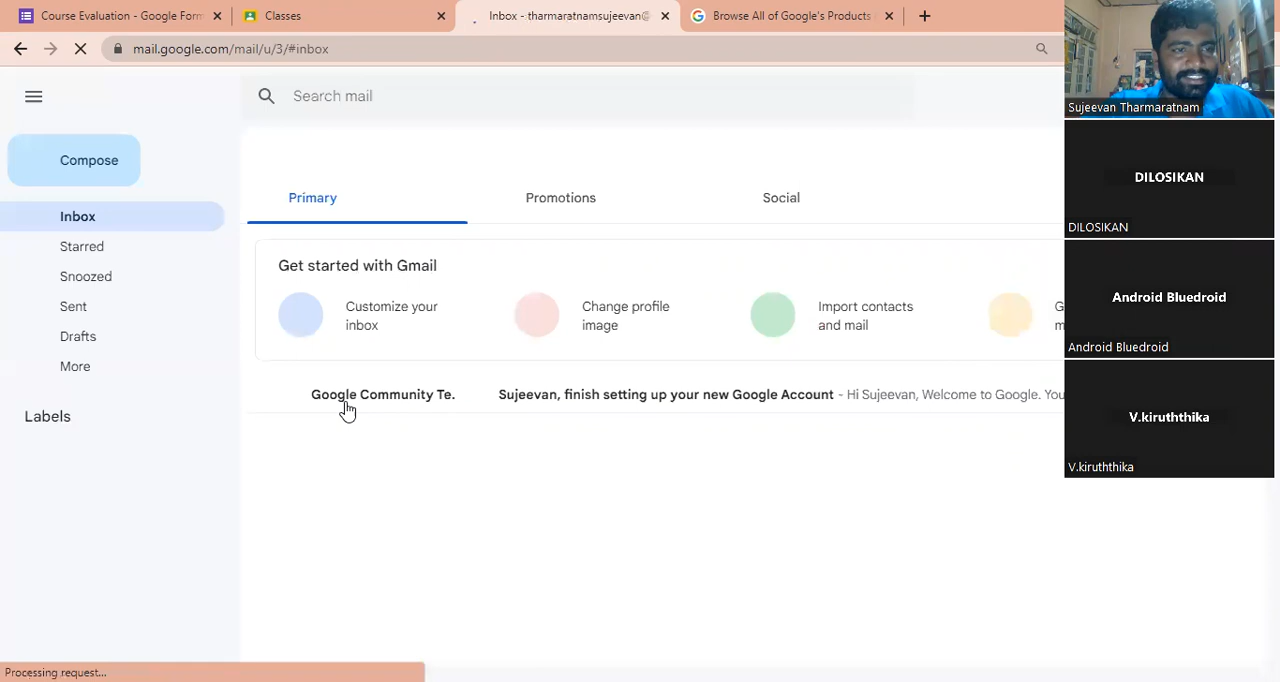 Course Evaluation - Google Form
Classes
Inbox - tharmaratnamsujeevan@
Browse All of Google's Products
mail.google.com/mail/u/3/#inbox
Search mail
Compose
Inbox
Starred
Snoozed
Sent
Drafts
More
Labels
Primary
Promotions
Social
Get started with Gmail
Customize your
inbox
Change profile
image
Import contacts
and mail
Google Community Te.
Sujeevan, finish setting up your new Google Account - Hi Sujeevan, Welcome to Google. You
Sujeevan Tharmaratnam
DILOSIKAN
DILOSIKAN
Android Bluedroid
Android Bluedroid
V.kiruththika
V.kiruththika
Processing request...